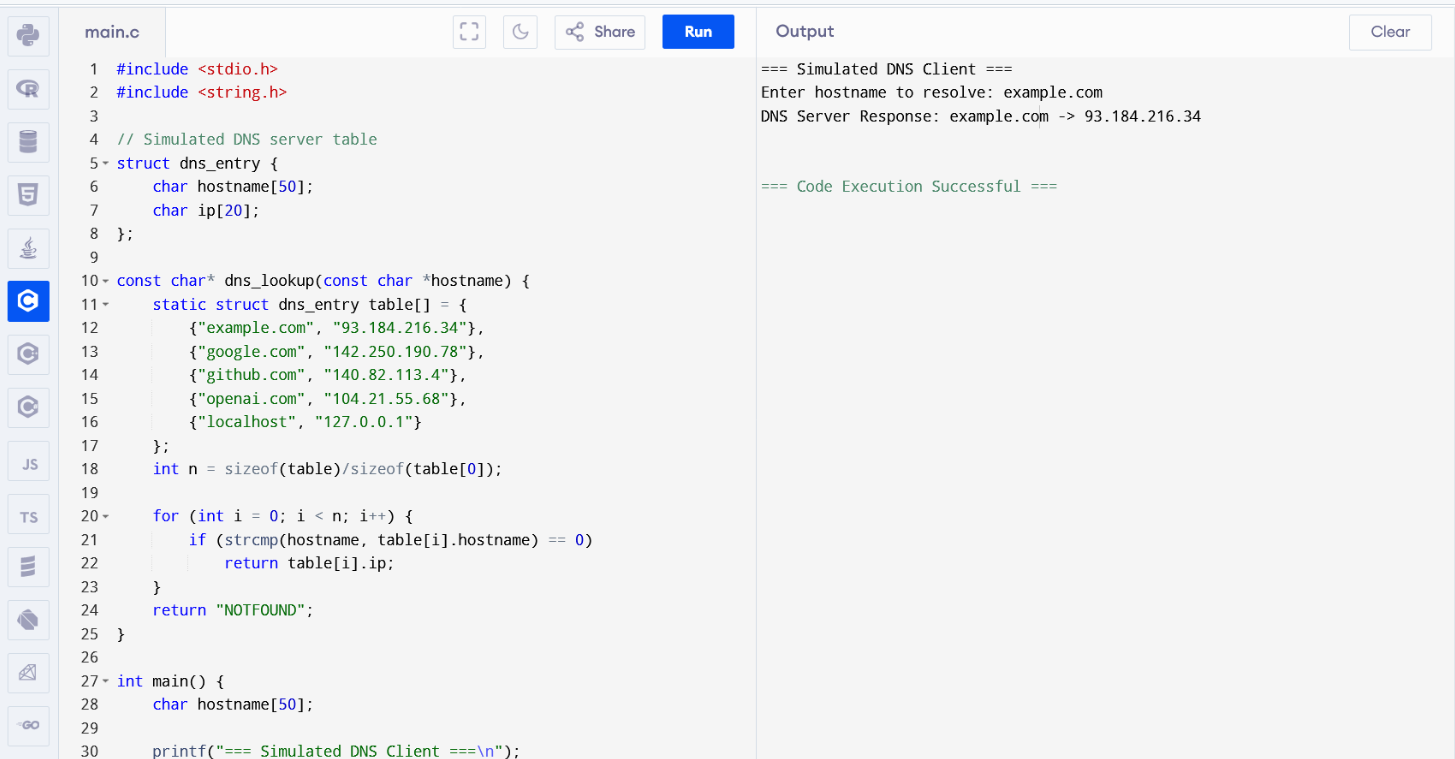 main.c
Share
Run
Output
Clear
1 #include <stdio.h>
2 #include <string.h>
3
4 // Simulated DNS server table
5 struct dns_entry {
6     char hostname[50];
7     char ip[20];
8 };
9
10 const char* dns_lookup(const char *hostname) {
11     static struct dns_entry table[] = {
12         {"example.com", "93.184.216.34"},
13         {"google.com", "142.250.190.78"},
14         {"github.com", "140.82.113.4"},
15         {"openai.com", "104.21.55.68"},
16         {"localhost", "127.0.0.1"}
17     };
18     int n = sizeof(table)/sizeof(table[0]);
19
20     for (int i = 0; i < n; i++) {
21         if (strcmp(hostname, table[i].hostname) == 0)
22             return table[i].ip;
23     }
24     return "NOTFOUND";
25 }
26
27 int main() {
28     char hostname[50];
29
30     printf("=== Simulated DNS Client ===\n");
=== Simulated DNS Client ===
Enter hostname to resolve: example.com
DNS Server Response: example.com -> 93.184.216.34
=== Code Execution Successful ===
R
5
C
C
C
JS
TS
GO